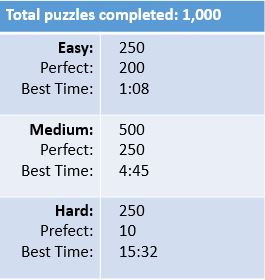 Total puzzles completed: 1,000
Easy: 250
Perfect: 200
Best Time: 1:08
Medium: 500
Perfect: 250
Best Time: 4:45
Hard: 250
Prefect: 10
Best Time: 15:32